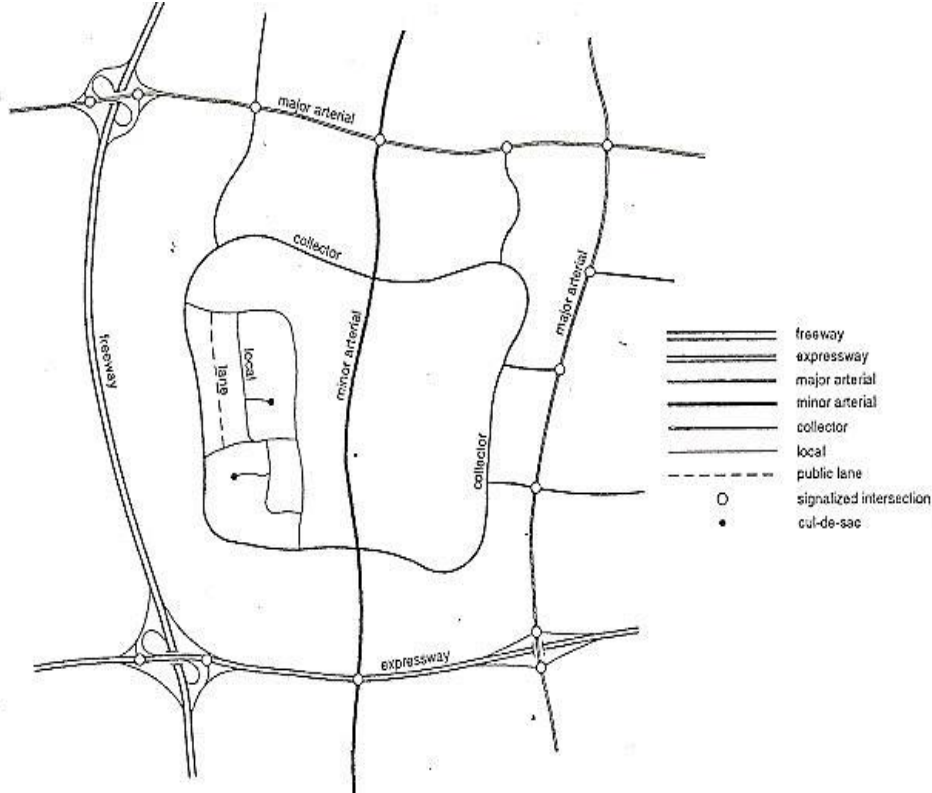 major arterial
collector
major arterial
freeway
minor arterial
local
lane
collector
expressway
freeway
expressway
major arterial
minor arterial
collector
local
public lane
signalized intersection
cul-de-sac